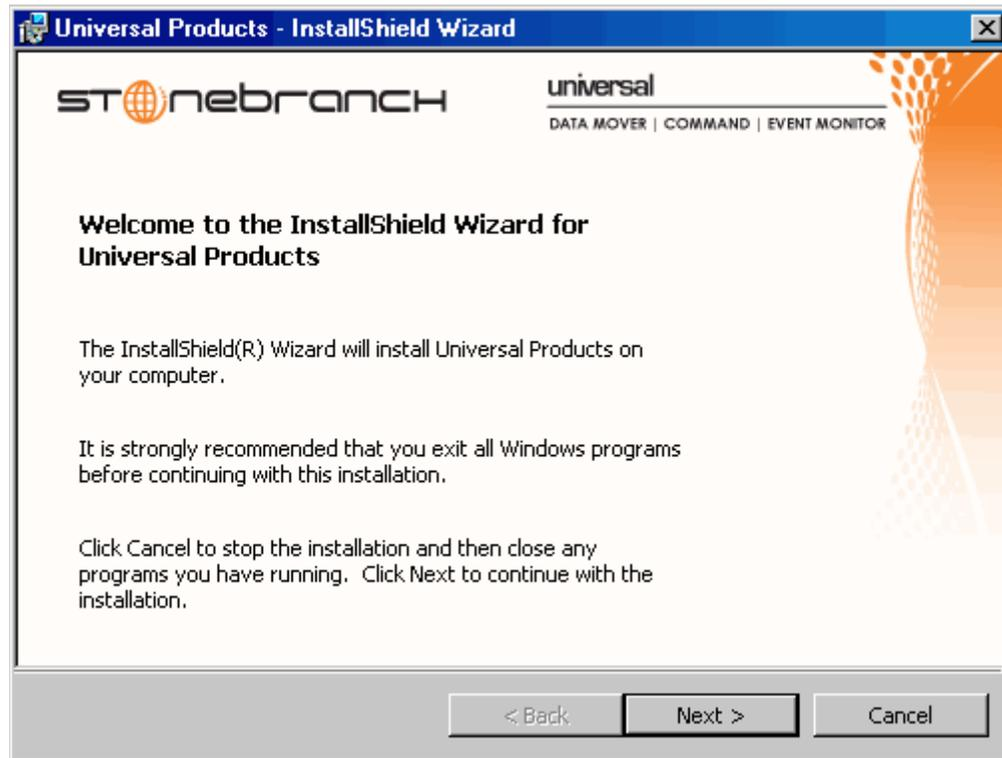 Universal Products - InstallShield Wizard
stonebranch
universal
DATA MOVER | COMMAND | EVENT MONITOR
Welcome to the InstallShield Wizard for
Universal Products
The InstallShield(R) Wizard will install Universal Products on
your computer.
It is strongly recommended that you exit all Windows programs
before continuing with this installation.
Click Cancel to stop the installation and then close any
programs you have running.  Click Next to continue with the
installation.
< Back
Next >
Cancel